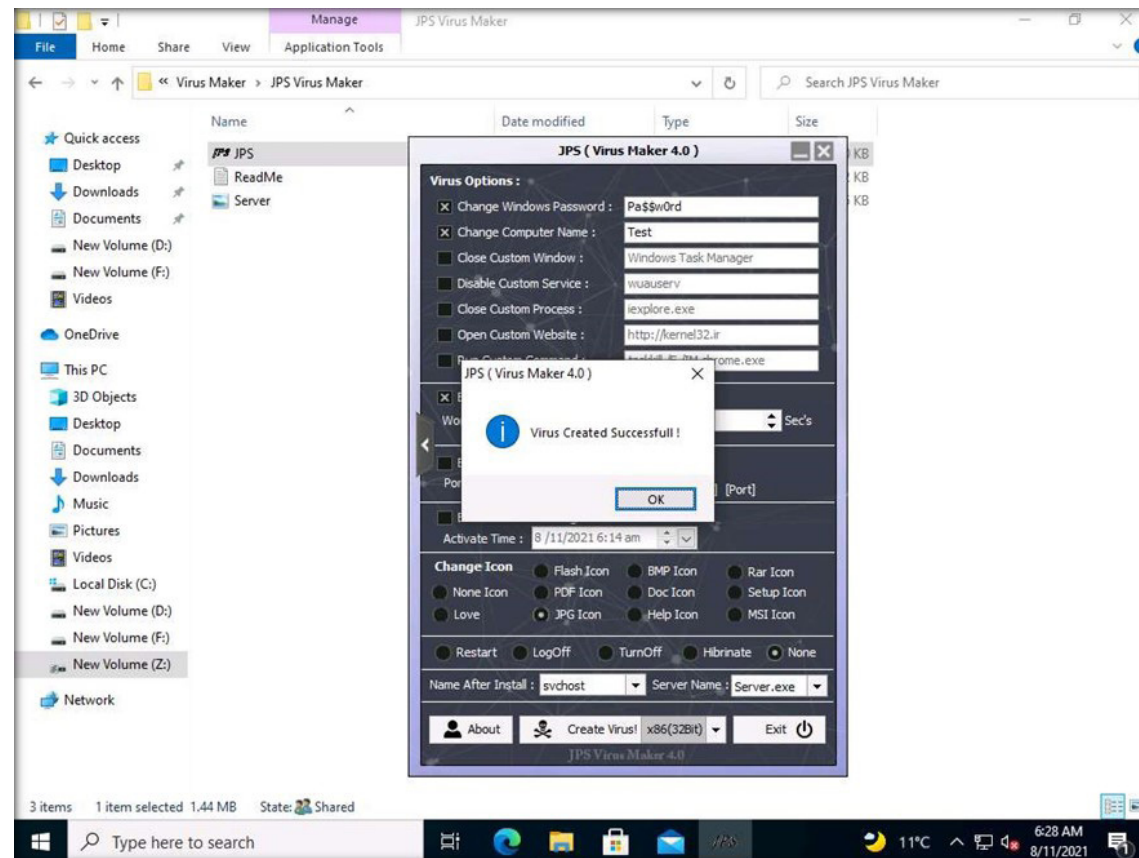 Manage
JPS Virus Maker
File Home Share View Application Tools
« Virus Maker › JPS Virus Maker
Search JPS Virus Maker
Name Date modified Type Size
Quick access
Desktop
Downloads
Documents
New Volume (D:)
New Volume (F:)
Videos
OneDrive
This PC
3D Objects
Desktop
Documents
Downloads
Music
Pictures
Videos
Local Disk (C:)
New Volume (D:)
New Volume (F:)
New Volume (Z:)
Network
JPS JPS
ReadMe
Server
KB
KB
KB
JPS ( Virus Maker 4.0 )
Virus Options :
Change Windows Password : Pa$$w0rd
Change Computer Name : Test
Close Custom Window : Windows Task Manager
Disable Custom Service : wuauserv
Close Custom Process : iexplore.exe
Open Custom Website : http://kernel32.ir
JPS ( Virus Maker 4.0 )
Virus Created Successfull !
OK
Sec's
[Port]
Activate Time : 8 /11/2021 6:14 am
Change Icon Flash Icon BMP Icon Rar Icon
None Icon PDF Icon Doc Icon Setup Icon
Love JPG Icon Help Icon MSI Icon
Restart LogOff TurnOff Hibrinate None
Name After Install : svchost Server Name : Server.exe
About Create Virus! x86(32Bit) Exit
JPS Virus Maker 4.0
3 items 1 item selected 1.44 MB State: Shared
Type here to search
JPS
11°C
6:28 AM
8/11/2021
1